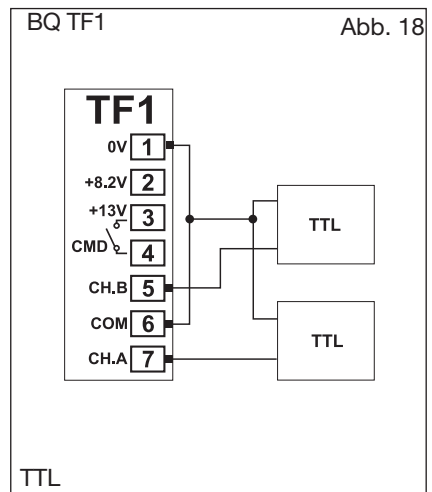 BQ TF1
Abb. 18
TF1
0V 1
+8.2V 2
+13V 3
CMD 4
CH.B 5
COM 6
CH.A 7
TTL
TTL
TTL